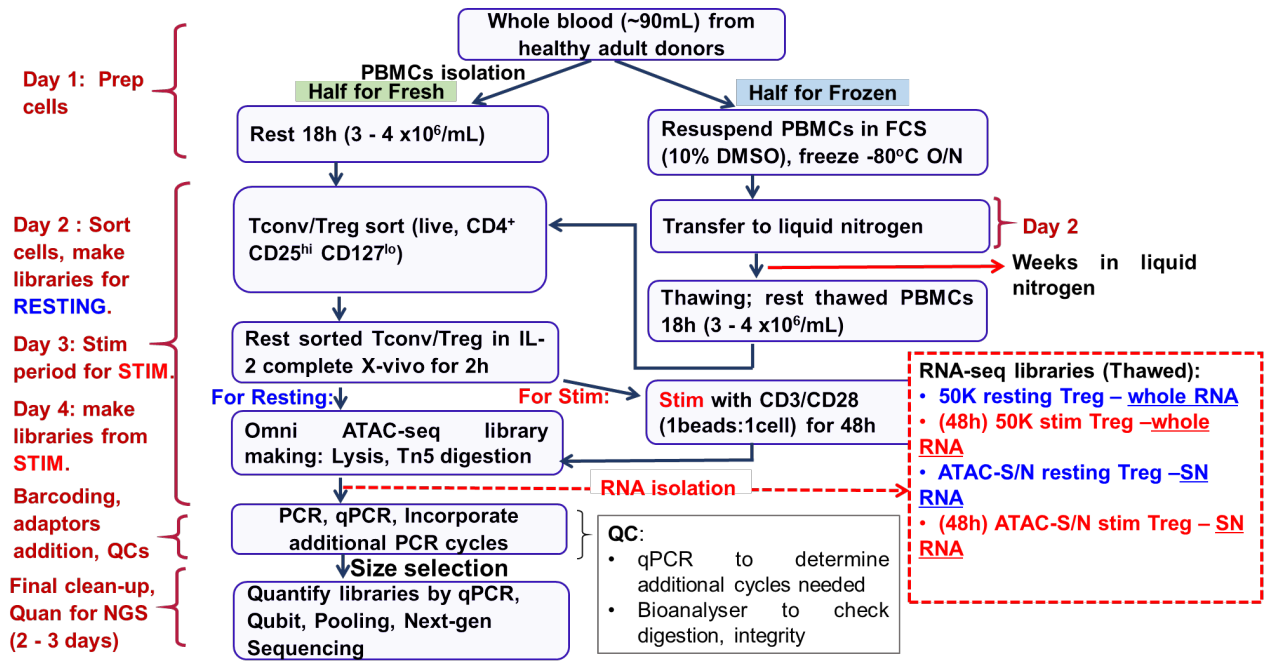 Whole blood (~90mL) from
healthy adult donors
Day 1: Prep
cells
PBMCs isolation
Half for Fresh
Half for Frozen
Rest 18h (3 - 4 x10⁶/mL)
Resuspend PBMCs in FCS
(10% DMSO), freeze -80ºC O/N
Day 2 : Sort
cells, make
libraries for
RESTING.
Day 3: Stim
period for STIM.
Day 4: make
libraries from
STIM.
Tconv/Treg sort (live, CD4⁺
CD25ʰⁱ CD127ˡᵒ)
Transfer to liquid nitrogen
Day 2
Weeks in liquid
nitrogen
Thawing; rest thawed PBMCs
18h (3 - 4 x10⁶/mL)
Rest sorted Tconv/Treg in IL-
2 complete X-vivo for 2h
For Resting:
For Stim:
Stim with CD3/CD28
(1beads:1cell) for 48h
Omni ATAC-seq library
making: Lysis, Tn5 digestion
RNA isolation
RNA-seq libraries (Thawed):
• 50K resting Treg – whole RNA
• (48h) 50K stim Treg –whole
RNA
• ATAC-S/N resting Treg –SN
RNA
• (48h) ATAC-S/N stim Treg – SN
RNA
Barcoding,
adaptors
addition, QCs
PCR, qPCR, Incorporate
additional PCR cycles
QC:
• qPCR to determine
additional cycles needed
• Bioanalyser to check
digestion, integrity
Size selection
Final clean-up,
Quan for NGS
(2 - 3 days)
Quantify libraries by qPCR,
Qubit, Pooling, Next-gen
Sequencing